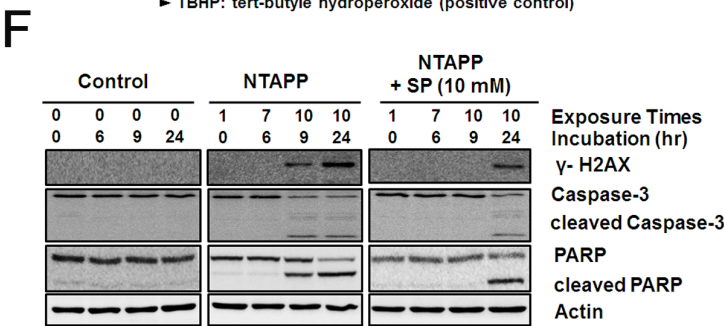 ► TBHP: tert-butyle hydroperoxide (positive control)
F
Control NTAPP NTAPP + SP (10 mM)
0 0 0 0 1 7 10 10 1 7 10 10 Exposure Times
0 6 9 24 0 6 9 24 0 6 9 24 Incubation (hr)
γ- H2AX
Caspase-3
cleaved Caspase-3
PARP
cleaved PARP
Actin